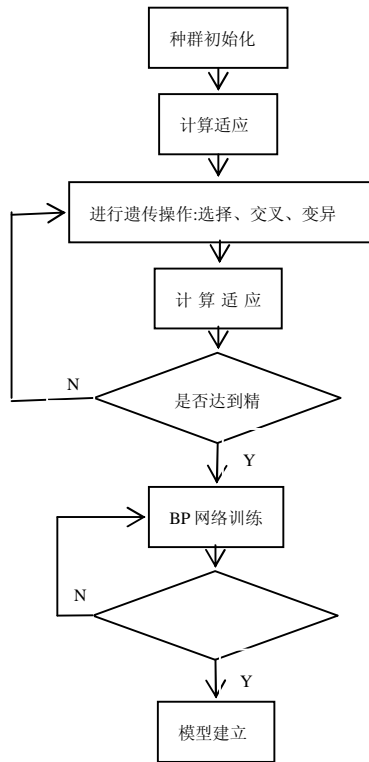 种群初始化
计算适应
进行遗传操作:选择、交叉、变异
计 算 适 应
N
是否达到精
Y
BP 网络训练
N
Y
模型建立